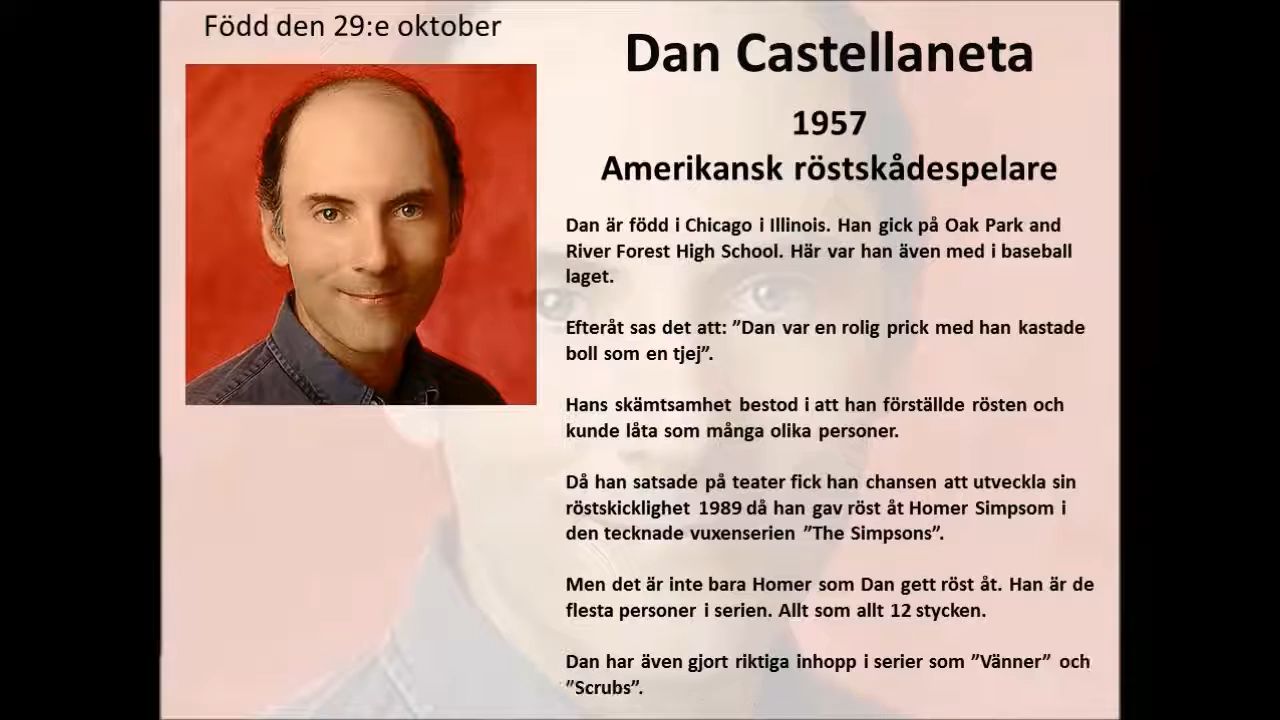 Född den 29:e oktober
Dan Castellaneta
1957
Amerikansk röstskådespelare
Dan är född i Chicago i Illinois. Han gick på Oak Park and
River Forest High School. Här var han även med i baseball
laget.
Efteråt sas det att: ”Dan var en rolig prick med han kastade
boll som en tjej”.
Hans skämtsamhet bestod i att han förställde rösten och
kunde låta som många olika personer.
Då han satsade på teater fick han chansen att utveckla sin
röstskicklighet 1989 då han gav röst åt Homer Simpsom i
den tecknade vuxenserien ”The Simpsons”.
Men det är inte bara Homer som Dan gett röst åt. Han är de
flesta personer i serien. Allt som allt 12 stycken.
Dan har även gjort riktiga inhopp i serier som ”Vänner” och
”Scrubs”.